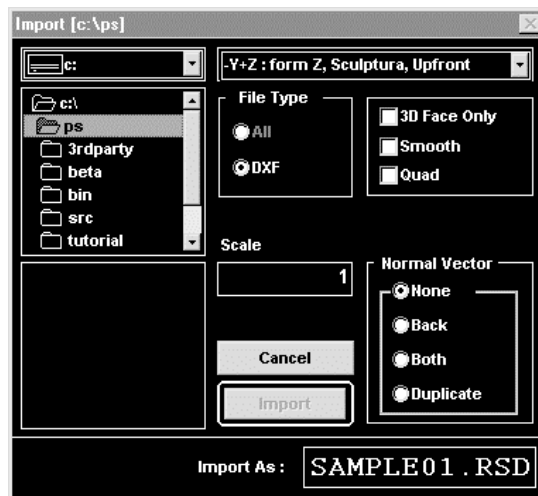 Import [c:\ps]
c:
-Y+Z : form Z, Sculptura, Upfront
c:\
ps
3rdparty
beta
bin
src
tutorial
File Type
All
DXF
3D Face Only
Smooth
Quad
Scale
1
Normal Vector
None
Back
Both
Duplicate
Cancel
Import
Import As :
SAMPLE01.RSD